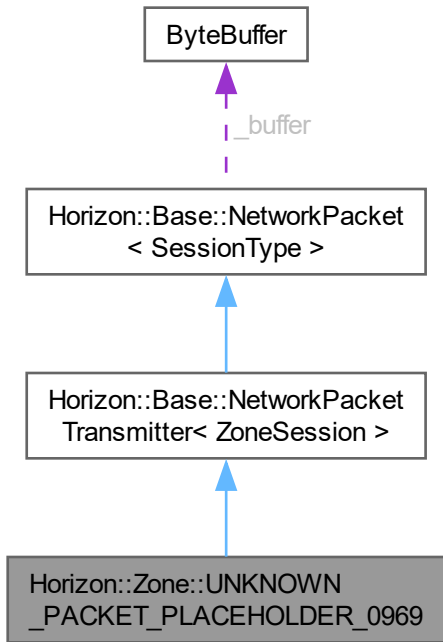 ByteBuffer
_buffer
Horizon::Base::NetworkPacket
< SessionType >
Horizon::Base::NetworkPacket
Transmitter< ZoneSession >
Horizon::Zone::UNKNOWN
_PACKET_PLACEHOLDER_0969